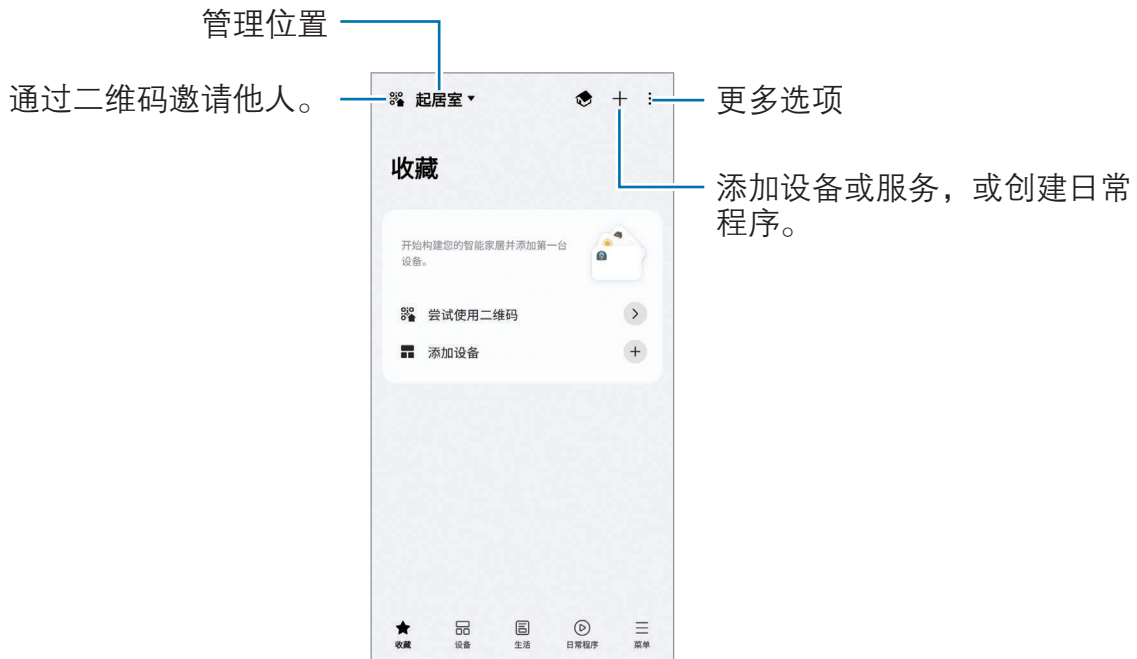 管理位置
通过二维码邀请他人。
起居室
更多选项
收藏
添加设备或服务，或创建日常
程序。
开始构建您的智能家居并添加第一台
设备。
尝试使用二维码
添加设备
收藏
设备
生活
日常程序
菜单